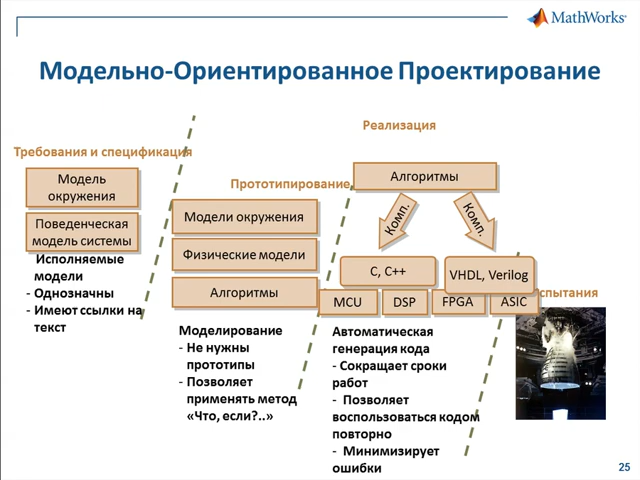 MathWorks
Модельно-Ориентированное Проектирование
Требования и спецификация
Модель
окружения
Поведенческая
модель системы
Исполняемые
модели
- Однозначны
- Имеют ссылки на
текст
Прототипирование
Модели окружения
Физические модели
Алгоритмы
Моделирование
- Не нужны
прототипы
- Позволяет
применять метод
«Что, если?..»
Реализация
Алгоритмы
Комп.
Комп.
C, C++
VHDL, Verilog
MCU
DSP
FPGA
ASIC
Автоматическая
генерация кода
- Сокращает сроки
работ
- Позволяет
воспользоваться кодом
повторно
- Минимизирует
ошибки
25